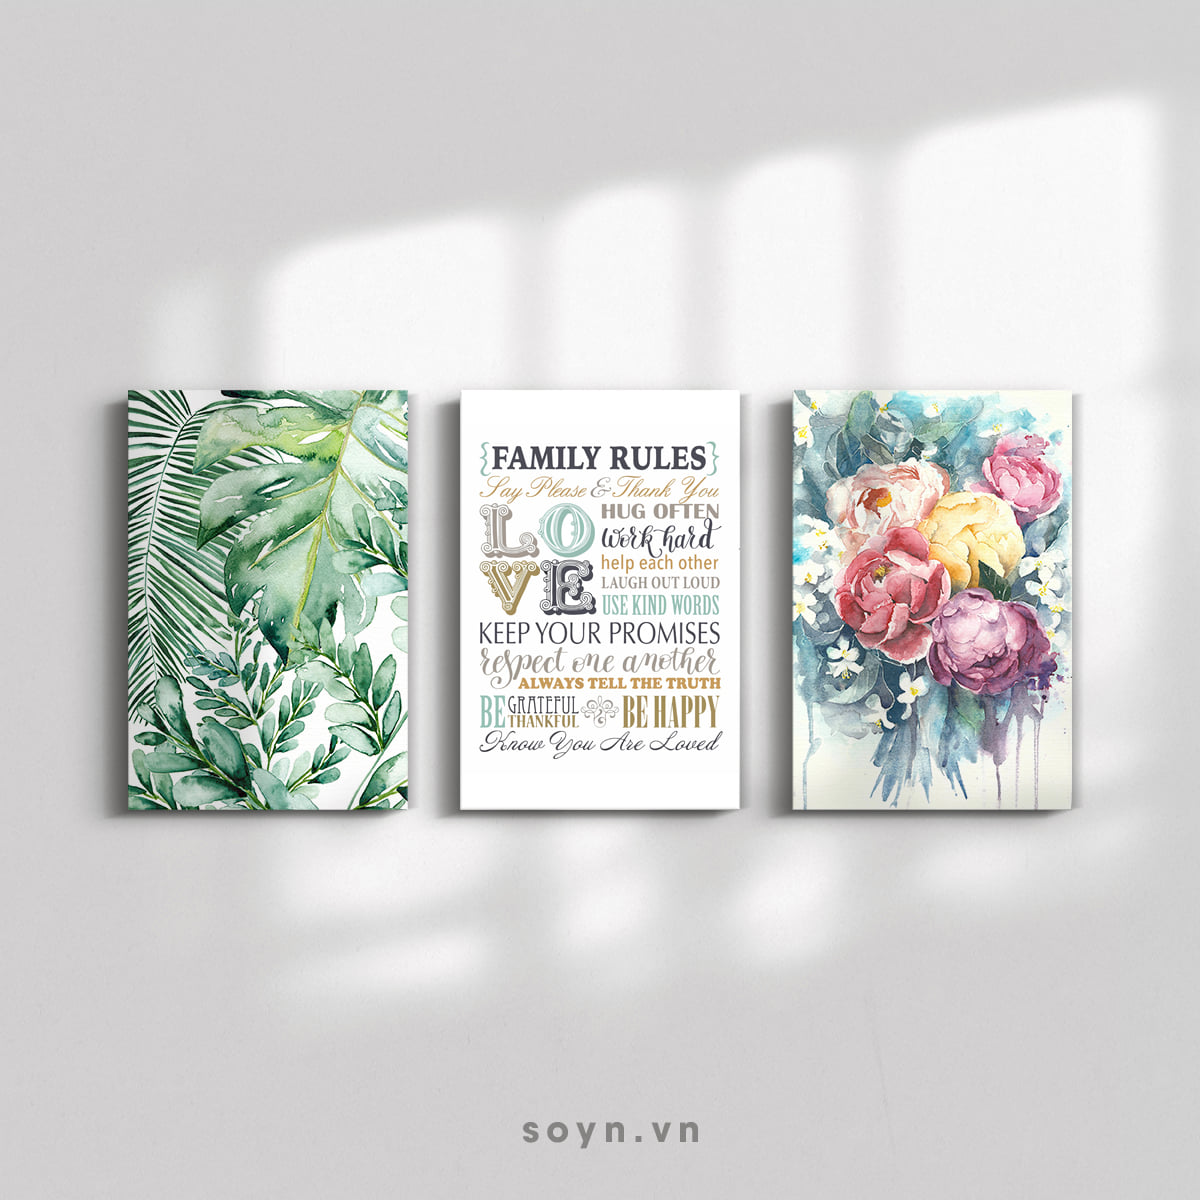 {FAMILY RULES}
Say Please & Thank You
LOVE
HUG OFTEN
work hard
help each other
LAUGH OUT LOUD
USE KIND WORDS
KEEP YOUR PROMISES
respect one another
ALWAYS TELL THE TRUTH
BE GRATEFUL THANKFUL & BE HAPPY
Know You Are Loved
soyn.vn